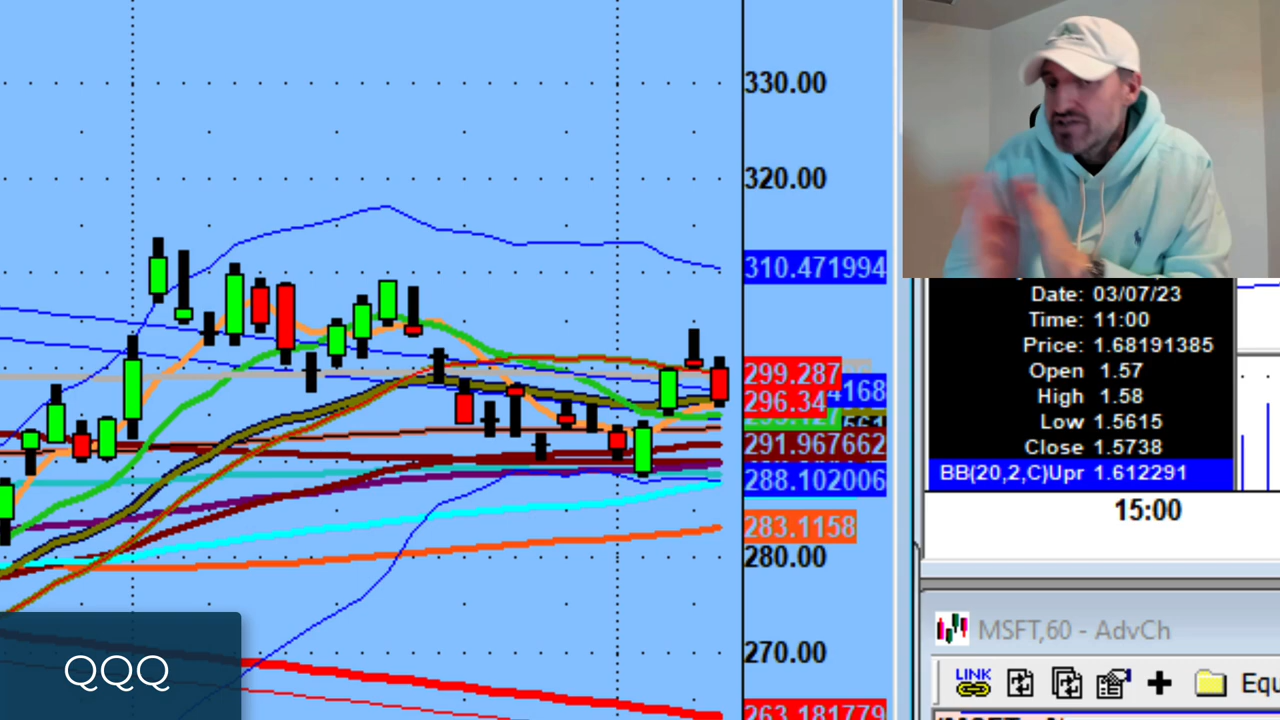 330.00
320.00
310.471994
299.287
168
296.34
291.967662
288.102006
283.1158
280.00
270.00
263.181779
QQQ
Date: 03/07/23
Time: 11:00
Price: 1.68191385
Open 1.57
High 1.58
Low 1.5615
Close 1.5738
BB(20,2,C)Upr 1.612291
15:00
MSFT,60 - AdvCh
LINK
Equ